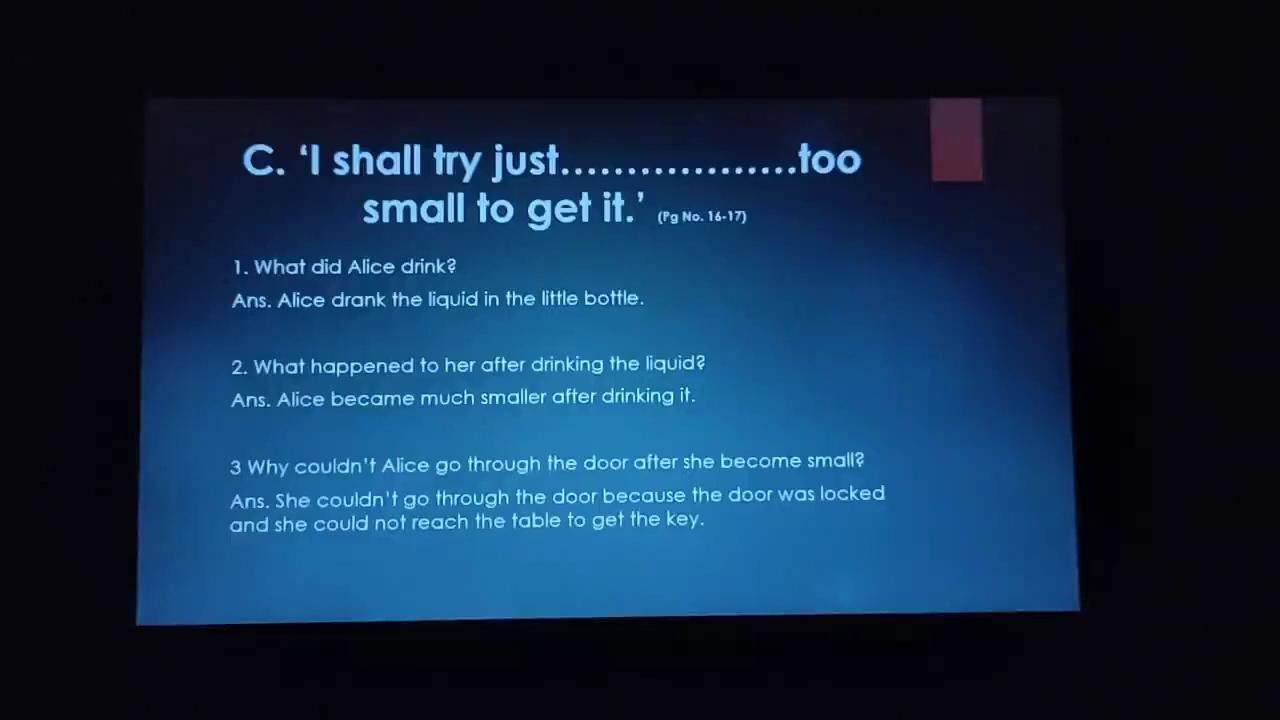 C. ‘I shall try just………………too
small to get it.’ (Pg No. 16-17)
1. What did Alice drink?
Ans. Alice drank the liquid in the little bottle.
2. What happened to her after drinking the liquid?
Ans. Alice became much smaller after drinking it.
3 Why couldn’t Alice go through the door after she become small?
Ans. She couldn’t go through the door because the door was locked
and she could not reach the table to get the key.